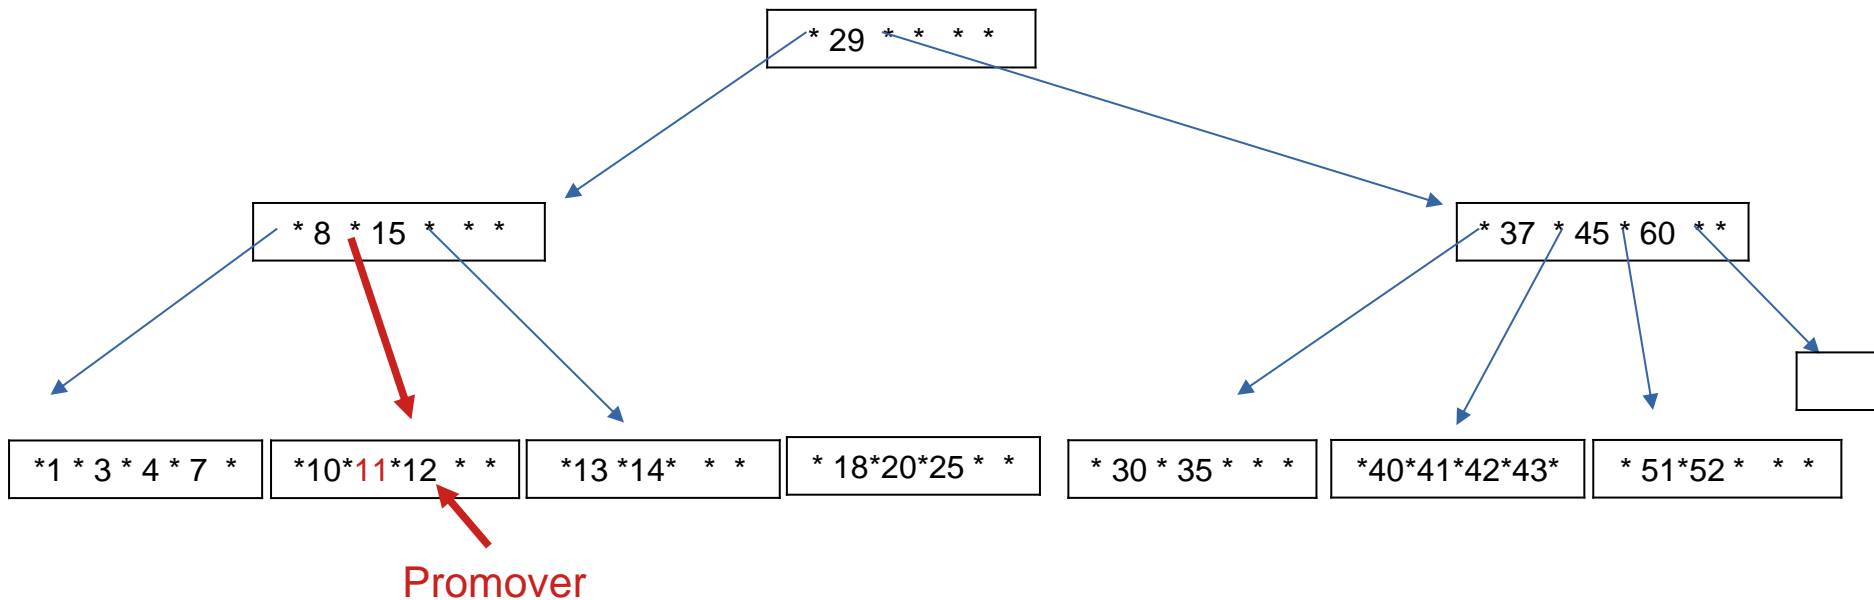 * 29 * * * *
* 8 * 15 * * *
* 37 * 45 * 60 * *
*1 * 3 * 4 * 7 *
*10*11*12 * *
*13 *14* * *
* 18*20*25 * *
* 30 * 35 * * *
*40*41*42*43*
* 51*52 * * *
Promover